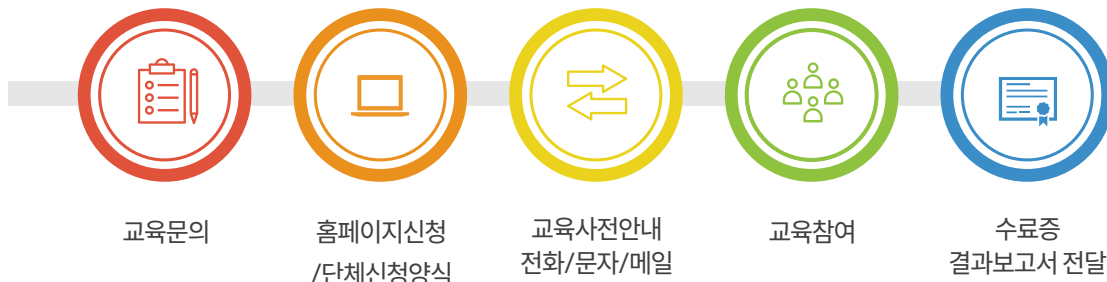 교육문의
홈페이지신청
/단체신청양식
교육사전안내
전화/문자/메일
교육참여
수료증
결과보고서 전달